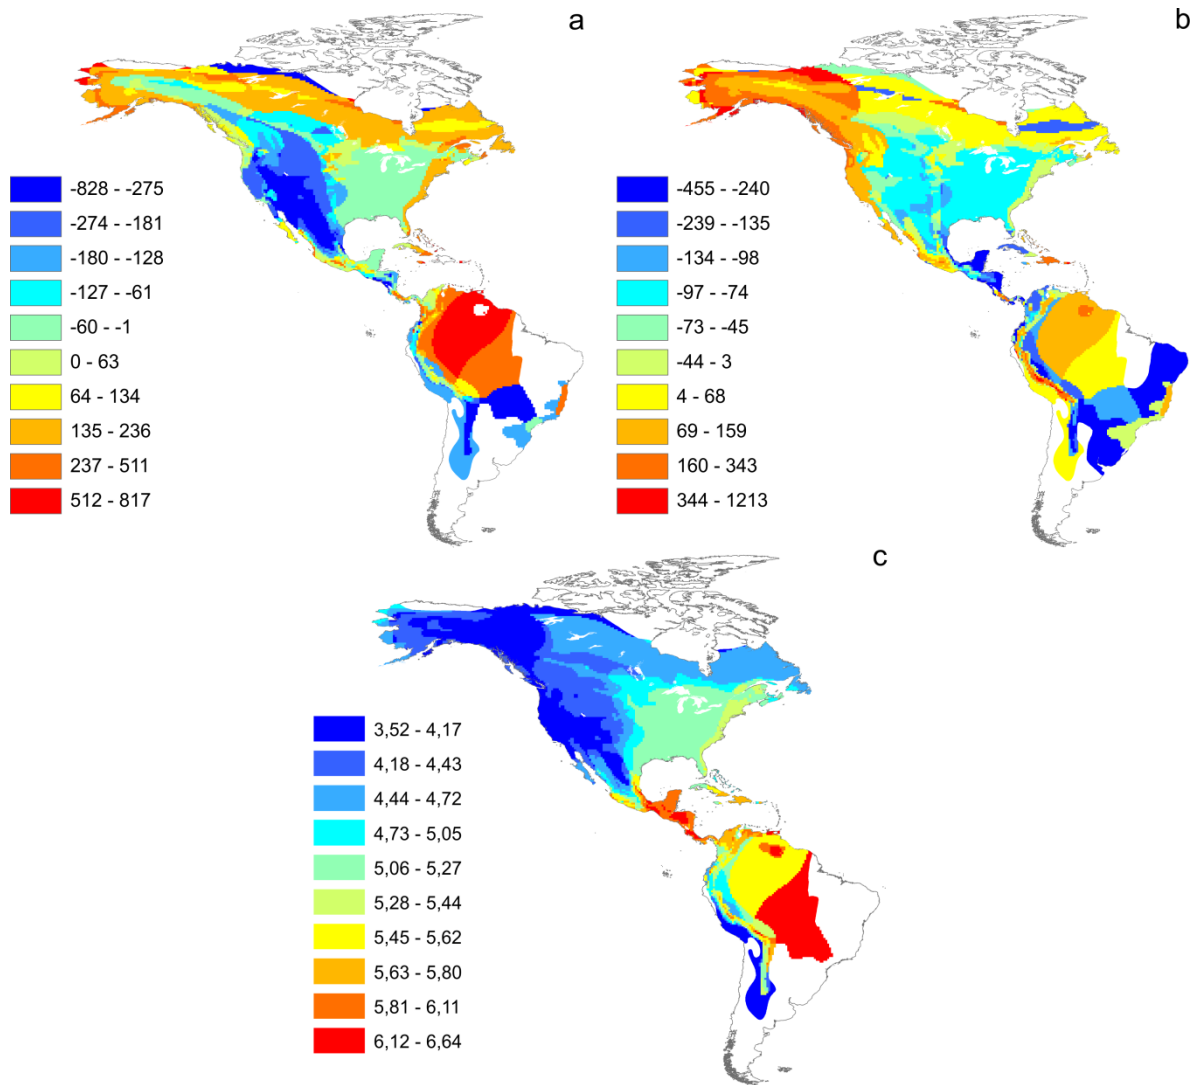 a
-828 - -275
-274 - -181
-180 - -128
-127 - -61
-60 - -1
0 - 63
64 - 134
135 - 236
237 - 511
512 - 817
b
-455 - -240
-239 - -135
-134 - -98
-97 - -74
-73 - -45
-44 - 3
4 - 68
69 - 159
160 - 343
344 - 1213
c
3,52 - 4,17
4,18 - 4,43
4,44 - 4,72
4,73 - 5,05
5,06 - 5,27
5,28 - 5,44
5,45 - 5,62
5,63 - 5,80
5,81 - 6,11
6,12 - 6,64